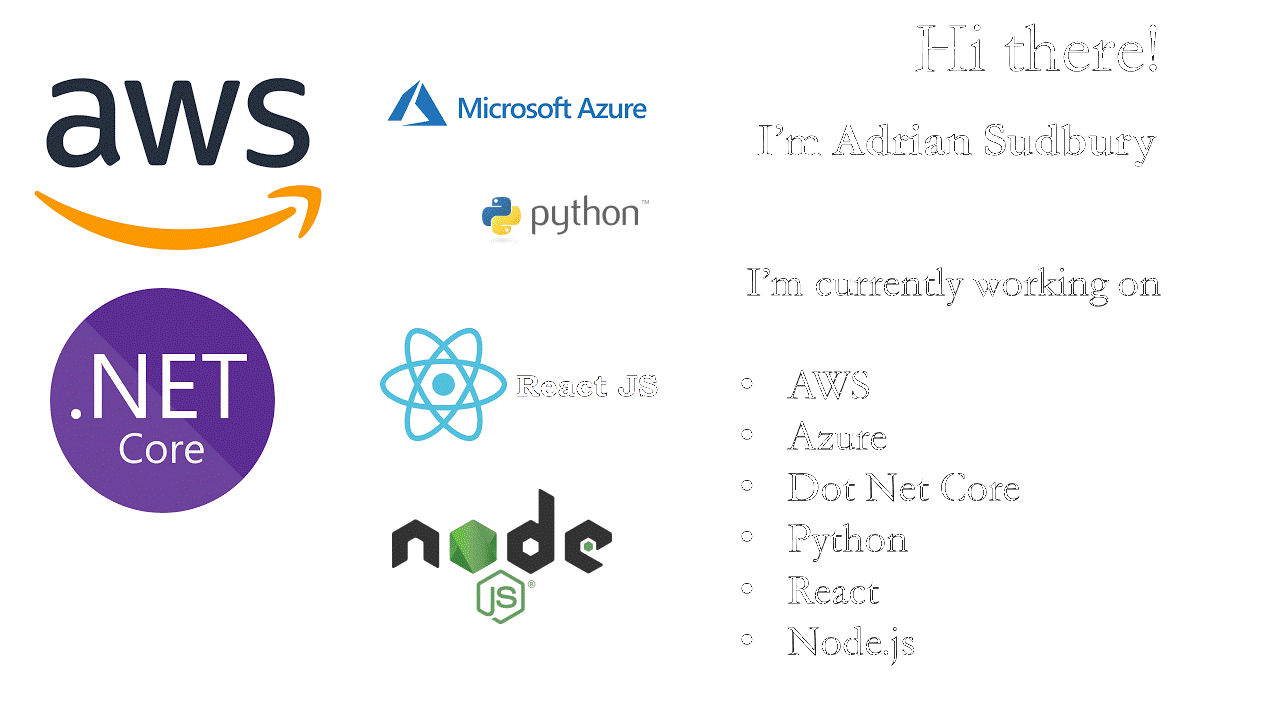 aws
Microsoft Azure
python™
.NET
Core
React JS
node
JS®
Hi there!
I’m Adrian Sudbury
I’m currently working on
• AWS
• Azure
• Dot Net Core
• Python
• React
• Node.js